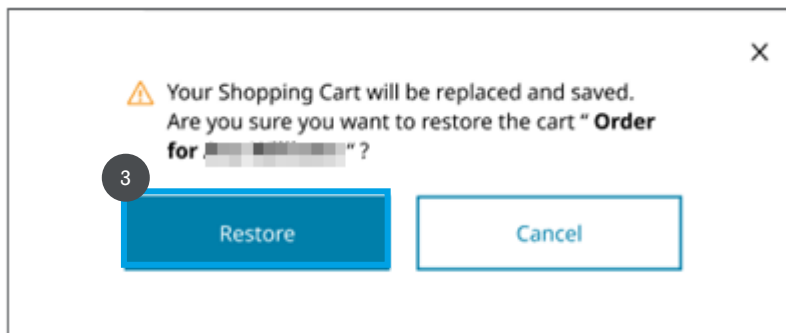 Your Shopping Cart will be replaced and saved.
Are you sure you want to restore the cart “ Order
for “ ?
3
Restore
Cancel